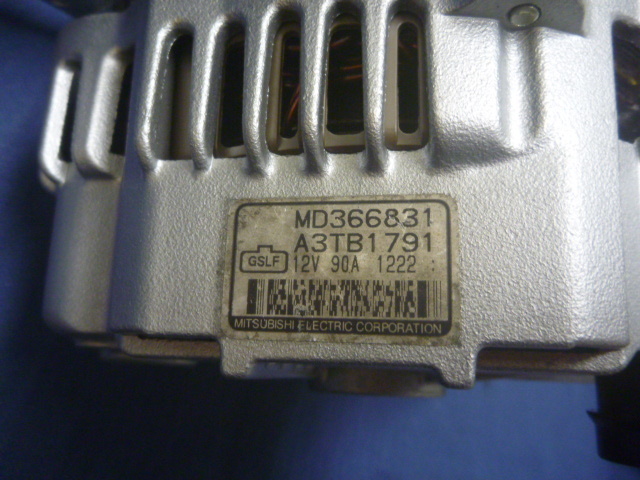 MD366831
A3TB1791
GSLF 12V 90A 1222 :
MITSUBISHI ELECTRIC CORPORATION